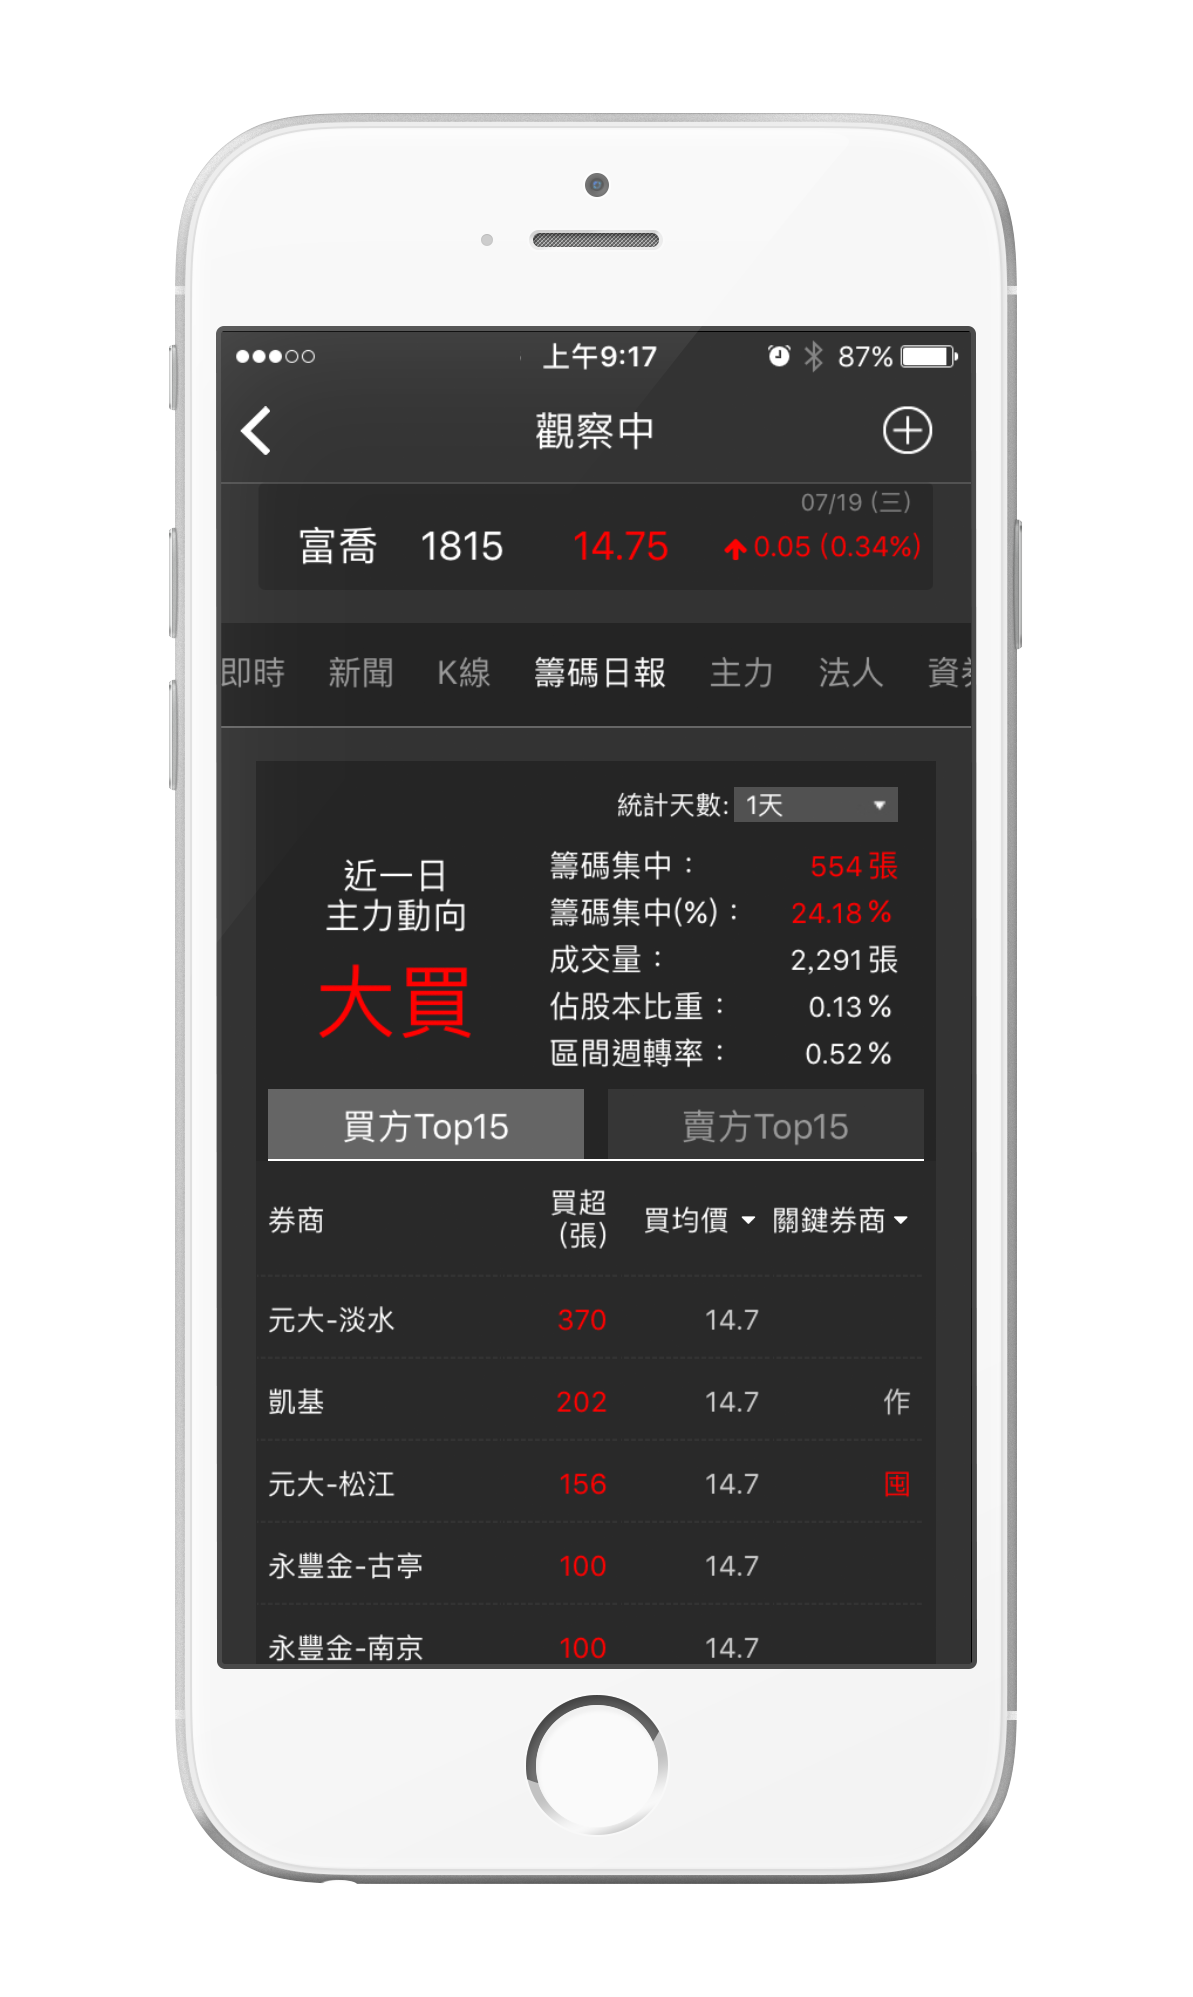 上午9:17
87%
觀察中
07/19 (三)
富喬 1815 14.75 0.05 (0.34%)
即時 新聞 K線 籌碼日報 主力 法人 資
統計天數: 1天
近一日
主力動向
大買
籌碼集中： 554 張
籌碼集中(%)： 24.18 %
成交量： 2,291 張
佔股本比重： 0.13 %
區間週轉率： 0.52 %
買方Top15 賣方Top15
券商 買超(張) 買均價 關鍵券商
元大-淡水 370 14.7
凱基 202 14.7 作
元大-松江 156 14.7 囤
永豐金-古亭 100 14.7
永豐金-南京 100 14.7